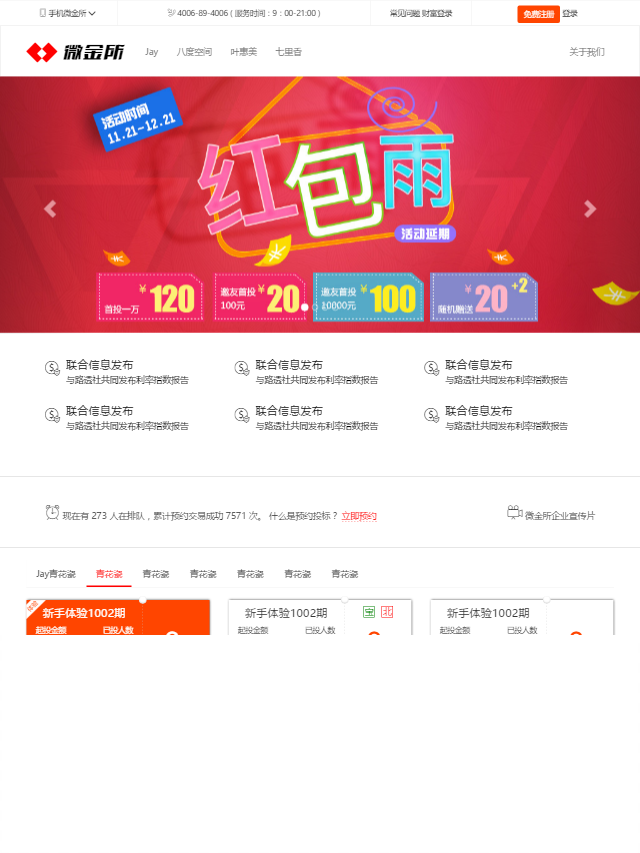 手机微金所
4006-89-4006 ( 服务时间：9：00-21:00 )
常见问题 财富登录
免费注册 登录
微金所
Jay 八度空间 叶惠美 七里香
关于我们
活动时间
11.21-12.21
红包雨
活动延期
首投一万 ￥120
邀友首投 100元 ￥20
邀友首投 10000元 ￥100
随机赠送 ￥20 +2￥
联合信息发布 联合信息发布 联合信息发布
与路透社共同发布利率指数报告 与路透社共同发布利率指数报告 与路透社共同发布利率指数报告
联合信息发布 联合信息发布 联合信息发布
与路透社共同发布利率指数报告 与路透社共同发布利率指数报告 与路透社共同发布利率指数报告
现在有 273 人在排队，累计预约交易成功 7571 次。 什么是预约投标？ 立即预约
微金所企业宣传片
Jay青花瓷 青花瓷 青花瓷 青花瓷 青花瓷 青花瓷 青花瓷
新手体验1002期 新手体验1002期 宝 北 新手体验1002期
起投金额 已投人数 起投金额 已投人数 起投金额 已投人数